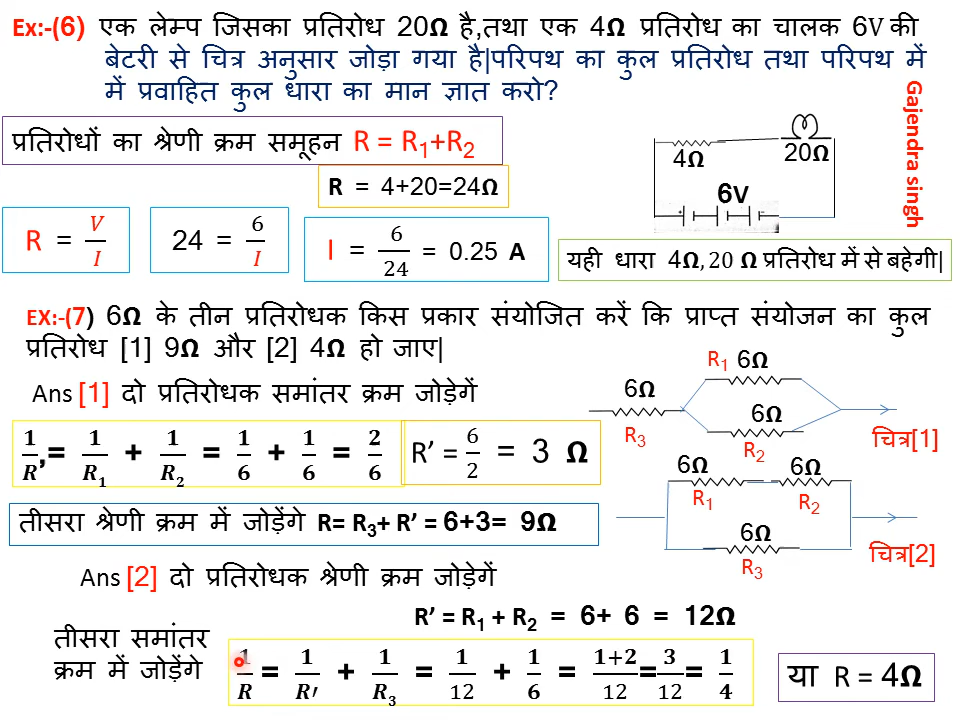 Ex:-(6) एक लेम्प जिसका प्रतिरोध 20Ω है,तथा एक 4Ω प्रतिरोध का चालक 6V की
बेटरी से चित्र अनुसार जोड़ा गया है|परिपथ का कुल प्रतिरोध तथा परिपथ में
में प्रवाहित कुल धारा का मान ज्ञात करो?
Gajendra singh
प्रतिरोधों का श्रेणी क्रम समूहन R = R₁+R₂
R = 4+20=24Ω
4Ω 20Ω
6V
R = V/I
24 = 6/I
I = 6/24 = 0.25 A
यही धारा 4Ω,20 Ω प्रतिरोध में से बहेगी|
EX:-(7) 6Ω के तीन प्रतिरोधक किस प्रकार संयोजित करें कि प्राप्त संयोजन का कुल
प्रतिरोध [1] 9Ω और [2] 4Ω हो जाए|
Ans [1] दो प्रतिरोधक समांतर क्रम जोड़ेगें
R₁ 6Ω
6Ω
R₃
6Ω
R₂
चित्र[1]
1/R,= 1/R₁ + 1/R₂ = 1/6 + 1/6 = 2/6
R’ = 6/2 = 3 Ω
6Ω 6Ω
R₁ R₂
6Ω
R₃
चित्र[2]
तीसरा श्रेणी क्रम में जोड़ेंगे R= R₃+ R’ = 6+3= 9Ω
Ans [2] दो प्रतिरोधक श्रेणी क्रम जोड़ेगें
R’ = R₁ + R₂ = 6+ 6 = 12Ω
तीसरा समांतर
क्रम में जोड़ेंगे
1/R = 1/R′ + 1/R₃ = 1/12 + 1/6 = 1+2/12=3/12= 1/4
या R = 4Ω